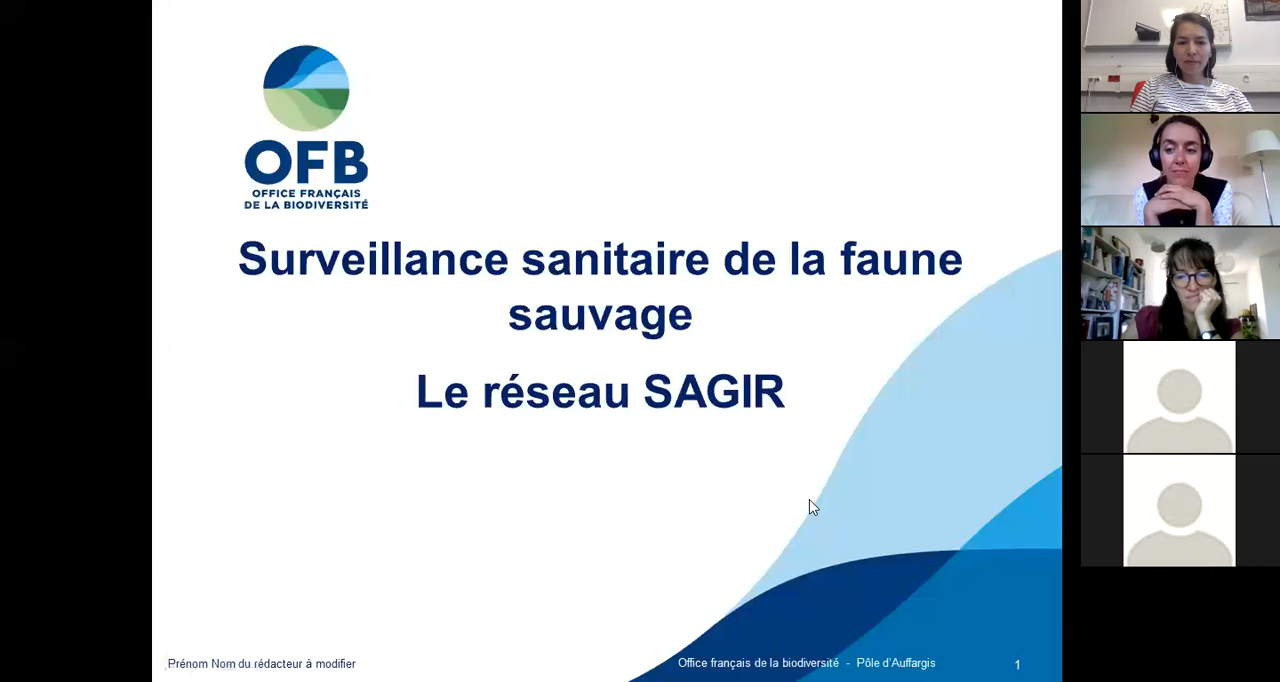 OFB
OFFICE FRANÇAIS
DE LA BIODIVERSITÉ
Surveillance sanitaire de la faune
sauvage
Le réseau SAGIR
Prénom Nom du rédacteur à modifier
Office français de la biodiversité - Pôle d'Auffargis
1